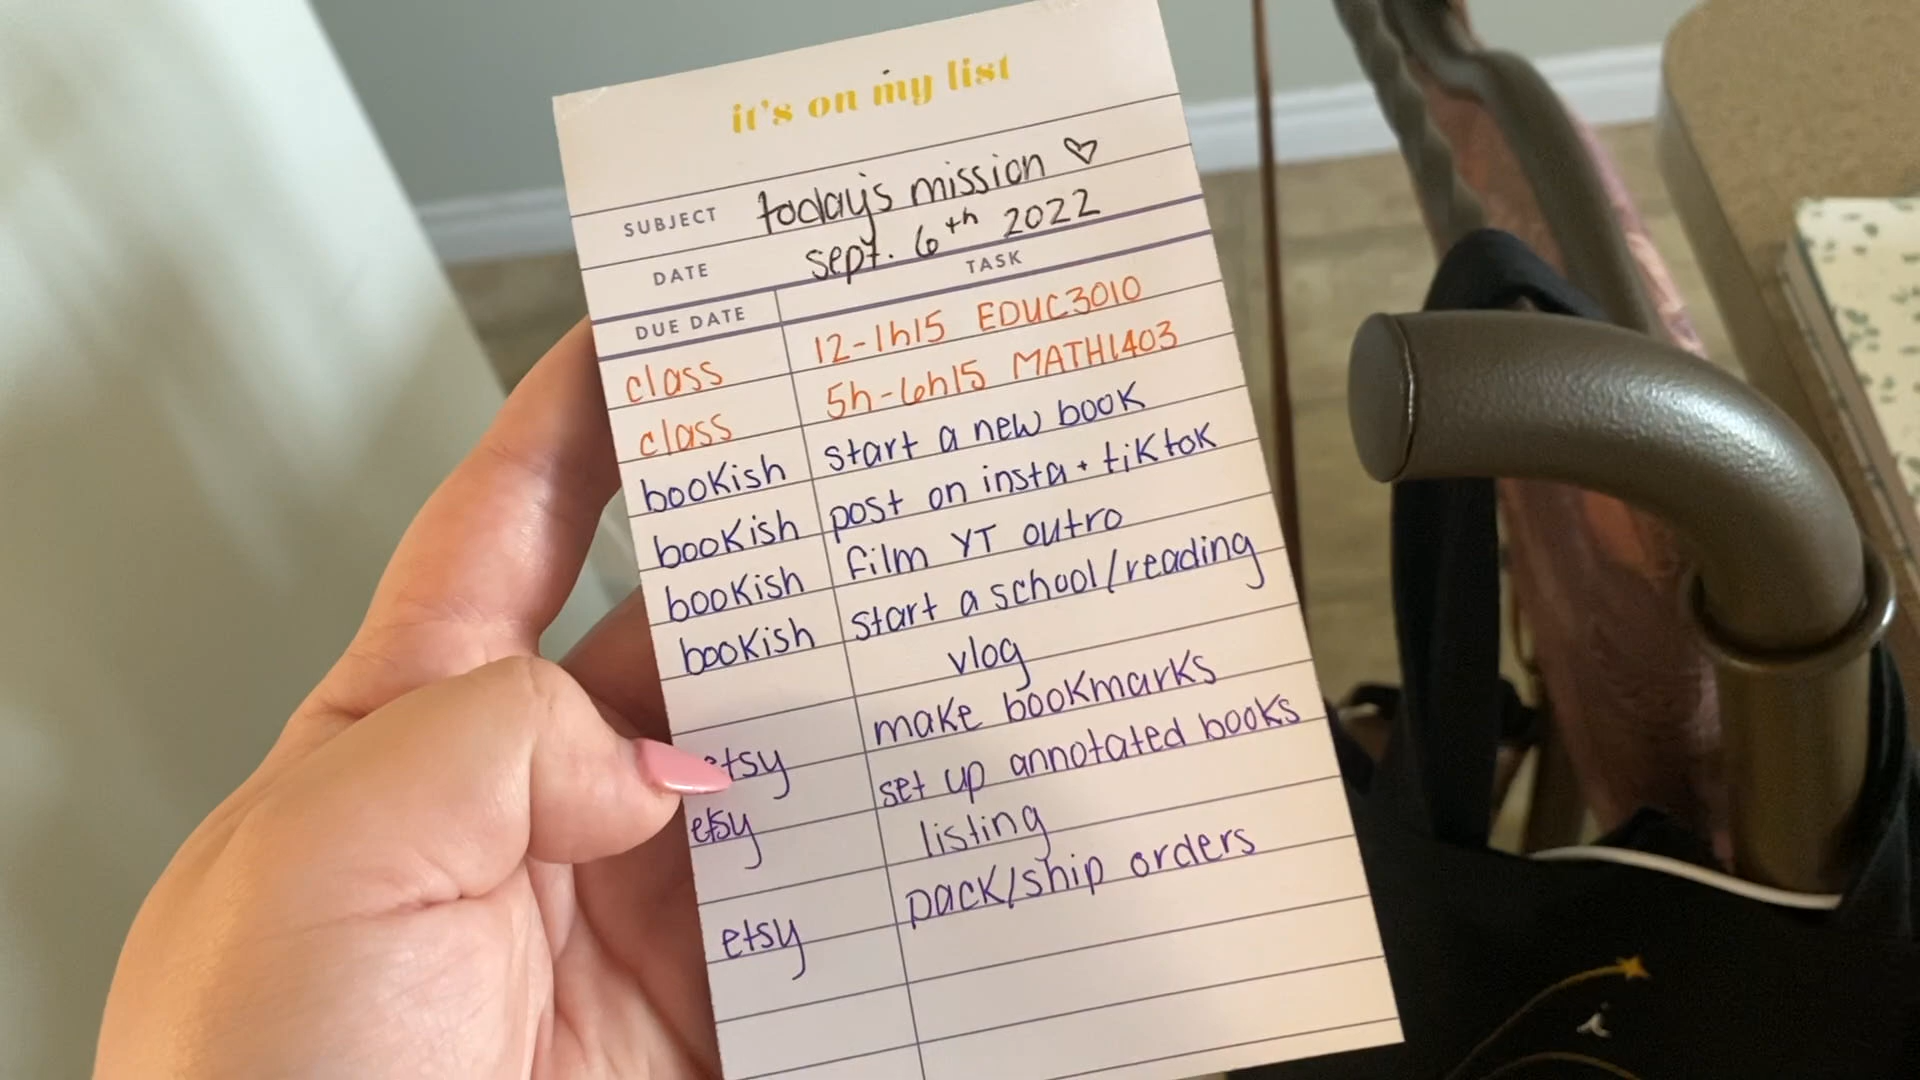 it's on my list
SUBJECT today's mission ♡
DATE sept. 6th 2022
DUE DATE TASK
class 12-1h15 EDUC3010
class 5h-6h15 MATH1403
bookish start a new book
bookish post on insta + tiktok
bookish film YT outro
bookish start a school/reading
vlog
etsy make bookmarks
etsy set up annotated books
listing
etsy pack/ship orders